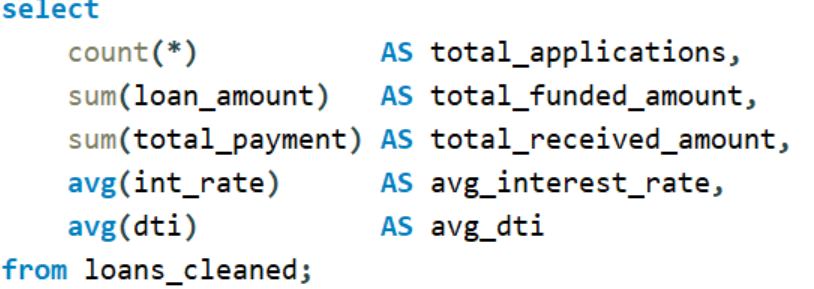 select
    count(*)           AS total_applications,
    sum(loan_amount)   AS total_funded_amount,
    sum(total_payment) AS total_received_amount,
    avg(int_rate)      AS avg_interest_rate,
    avg(dti)           AS avg_dti
from loans_cleaned;